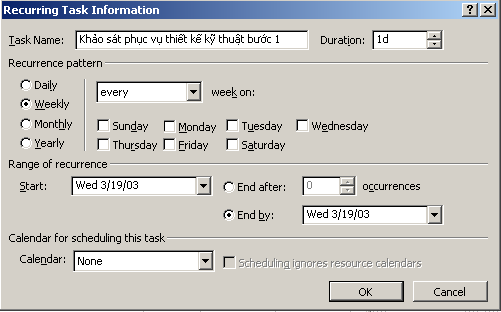 Recurring Task Information
Task Name: Khảo sát phục vụ thiết kế kỹ thuật bước 1 Duration: 1d
Recurrence pattern
Daily
Weekly
Monthly
Yearly
every week on:
Sunday Monday Tuesday Wednesday
Thursday Friday Saturday
Range of recurrence
Start: Wed 3/19/03 End after: 0 occurrences
End by: Wed 3/19/03
Calendar for scheduling this task
Calendar: None Scheduling ignores resource calendars
OK Cancel